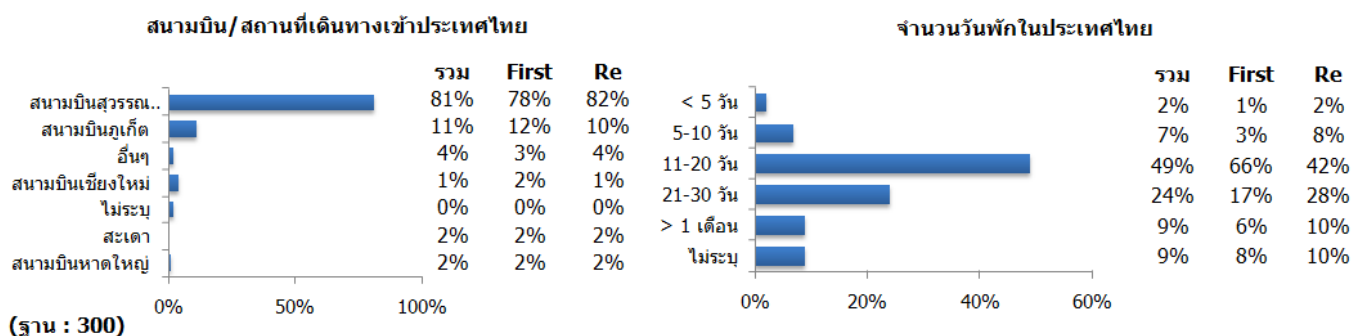 สนามบิน/สถานที่เดินทางเข้าประเทศไทย
รวม First Re
สนามบินสุวรรณ.. 81% 78% 82%
สนามบินภูเก็ต 11% 12% 10%
อื่นๆ 4% 3% 4%
สนามบินเชียงใหม่ 1% 2% 1%
ไม่ระบุ 0% 0% 0%
สะเดา 2% 2% 2%
สนามบินหาดใหญ่ 2% 2% 2%
0% 50% 100%
(ฐาน : 300)
จำนวนวันพักในประเทศไทย
รวม First Re
< 5 วัน 2% 1% 2%
5-10 วัน 7% 3% 8%
11-20 วัน 49% 66% 42%
21-30 วัน 24% 17% 28%
> 1 เดือน 9% 6% 10%
ไม่ระบุ 9% 8% 10%
0% 20% 40% 60%